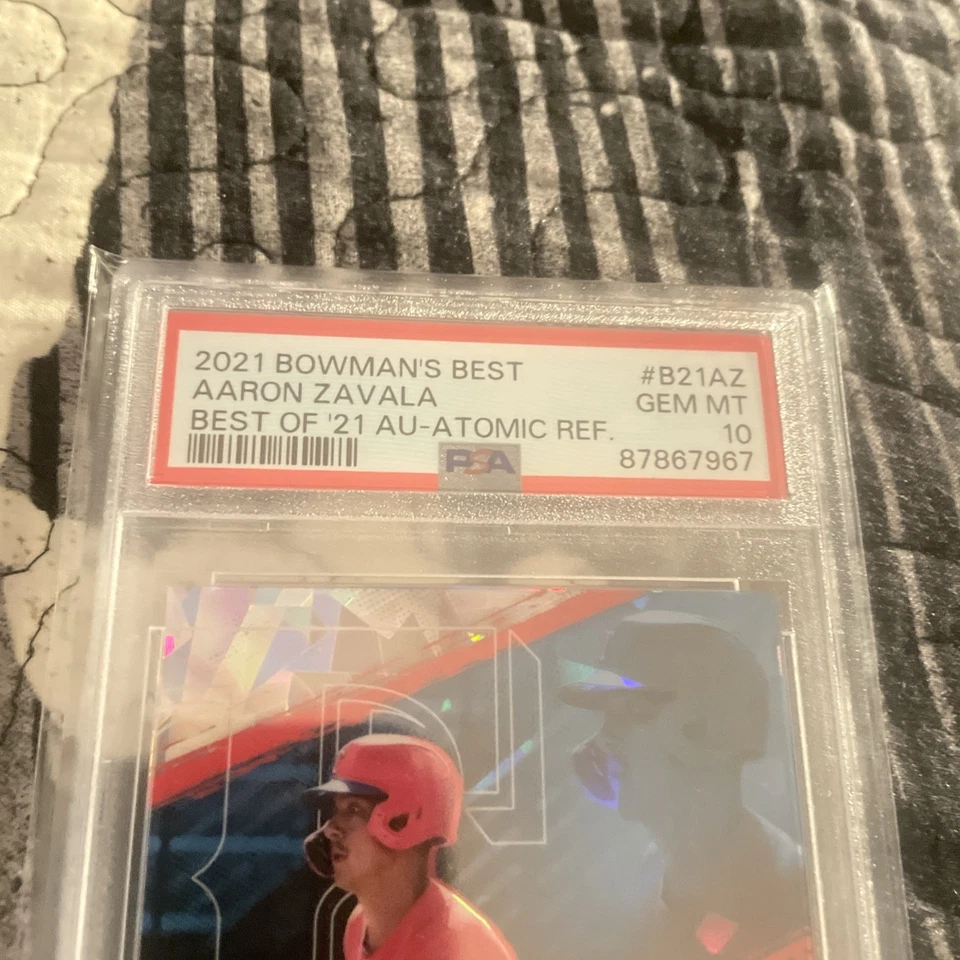 2021 BOWMAN'S BEST #B21AZ
AARON ZAVALA GEM MT
BEST OF '21 AU-ATOMIC REF. 10
PSA 87867967